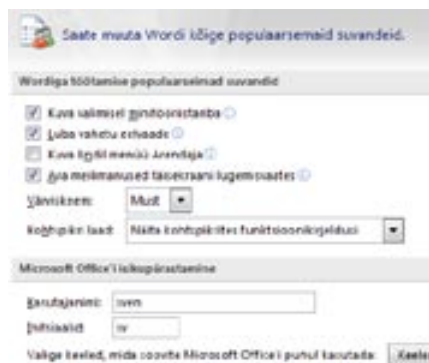 Saate muuta Wordi kõige populaarsemaid suvandeid.
Wordiga töötamise populaarseimad suvandid
Kuva valimisel minitööriistariba
Luba vahetu eelvaade
Kuva lindil menüü Arendaja
Ava meilimanused täisekraani lugemisvaates
Värviskeem: Must
Kohtspikri laad: Näita kohtspikrites funktsioonikirjeldusi
Microsoft Office'i isikupärastamine
Kasutajanimi: sven
Initsiaalid: sv
Valige keeled, mida soovite Microsoft Office'i puhul kasutada: